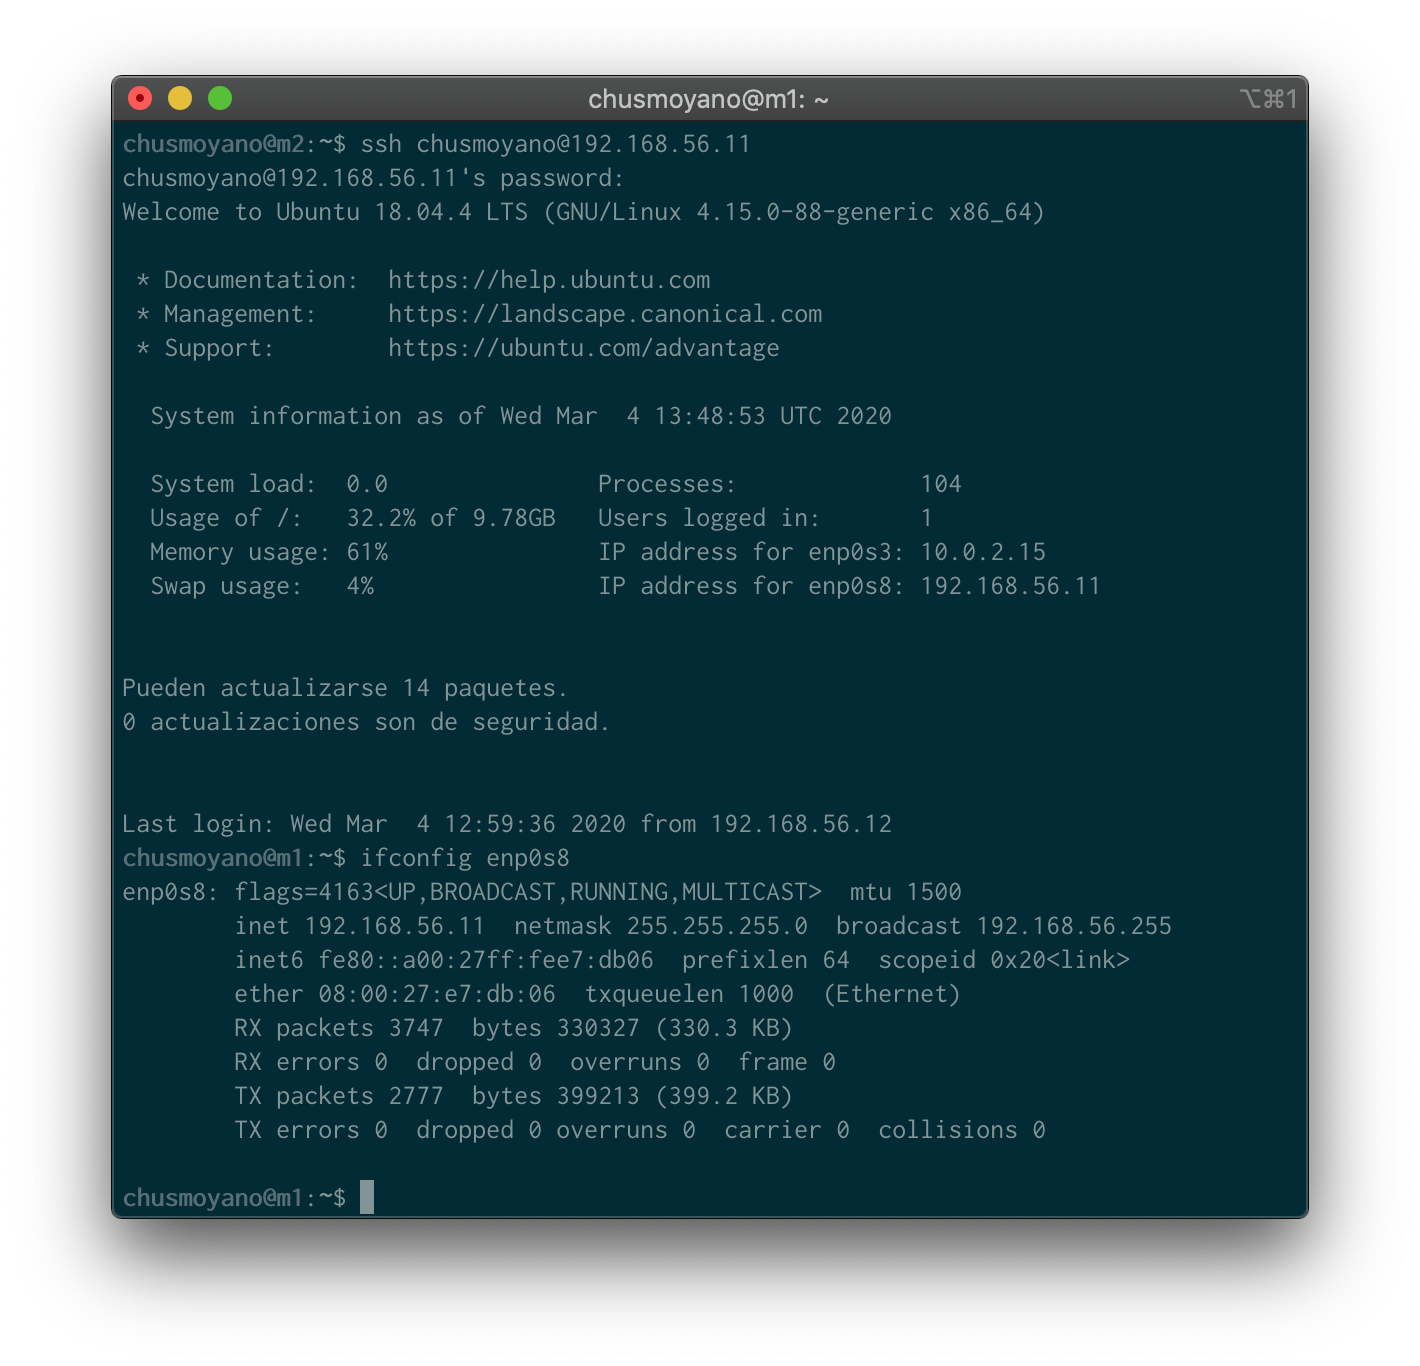 chusmoyano@m1: ~
⌥⌘1
chusmoyano@m2:~$ ssh chusmoyano@192.168.56.11
chusmoyano@192.168.56.11's password:
Welcome to Ubuntu 18.04.4 LTS (GNU/Linux 4.15.0-88-generic x86_64)
* Documentation:  https://help.ubuntu.com
* Management:     https://landscape.canonical.com
* Support:        https://ubuntu.com/advantage
System information as of Wed Mar  4 13:48:53 UTC 2020
System load:  0.0               Processes:             104
Usage of /:   32.2% of 9.78GB   Users logged in:       1
Memory usage: 61%               IP address for enp0s3: 10.0.2.15
Swap usage:   4%                IP address for enp0s8: 192.168.56.11
Pueden actualizarse 14 paquetes.
0 actualizaciones son de seguridad.
Last login: Wed Mar  4 12:59:36 2020 from 192.168.56.12
chusmoyano@m1:~$ ifconfig enp0s8
enp0s8: flags=4163<UP,BROADCAST,RUNNING,MULTICAST>  mtu 1500
inet 192.168.56.11  netmask 255.255.255.0  broadcast 192.168.56.255
inet6 fe80::a00:27ff:fee7:db06  prefixlen 64  scopeid 0x20<link>
ether 08:00:27:e7:db:06  txqueuelen 1000  (Ethernet)
RX packets 3747  bytes 330327 (330.3 KB)
RX errors 0  dropped 0  overruns 0  frame 0
TX packets 2777  bytes 399213 (399.2 KB)
TX errors 0  dropped 0 overruns 0  carrier 0  collisions 0
chusmoyano@m1:~$